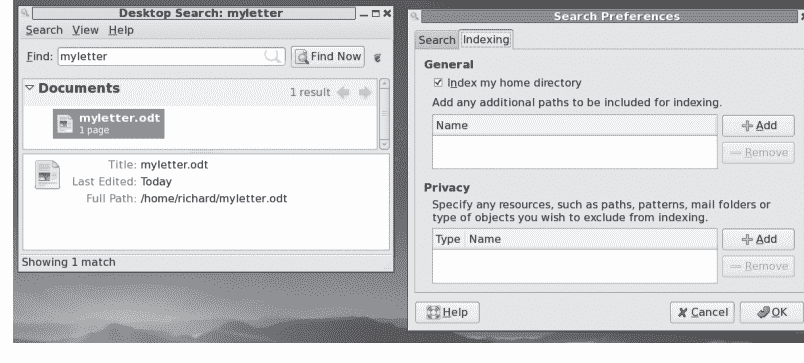 Desktop Search: myletter
Search View Help
Find: myletter Find Now
Documents 1 result
myletter.odt
1 page
Title: myletter.odt
Last Edited: Today
Full Path: /home/richard/myletter.odt
Showing 1 match
Search Preferences
Search Indexing
General
Index my home directory
Add any additional paths to be included for indexing.
Name
Add
Remove
Privacy
Specify any resources, such as paths, patterns, mail folders or
type of objects you wish to exclude from indexing.
Type Name
Add
Remove
Help Cancel OK